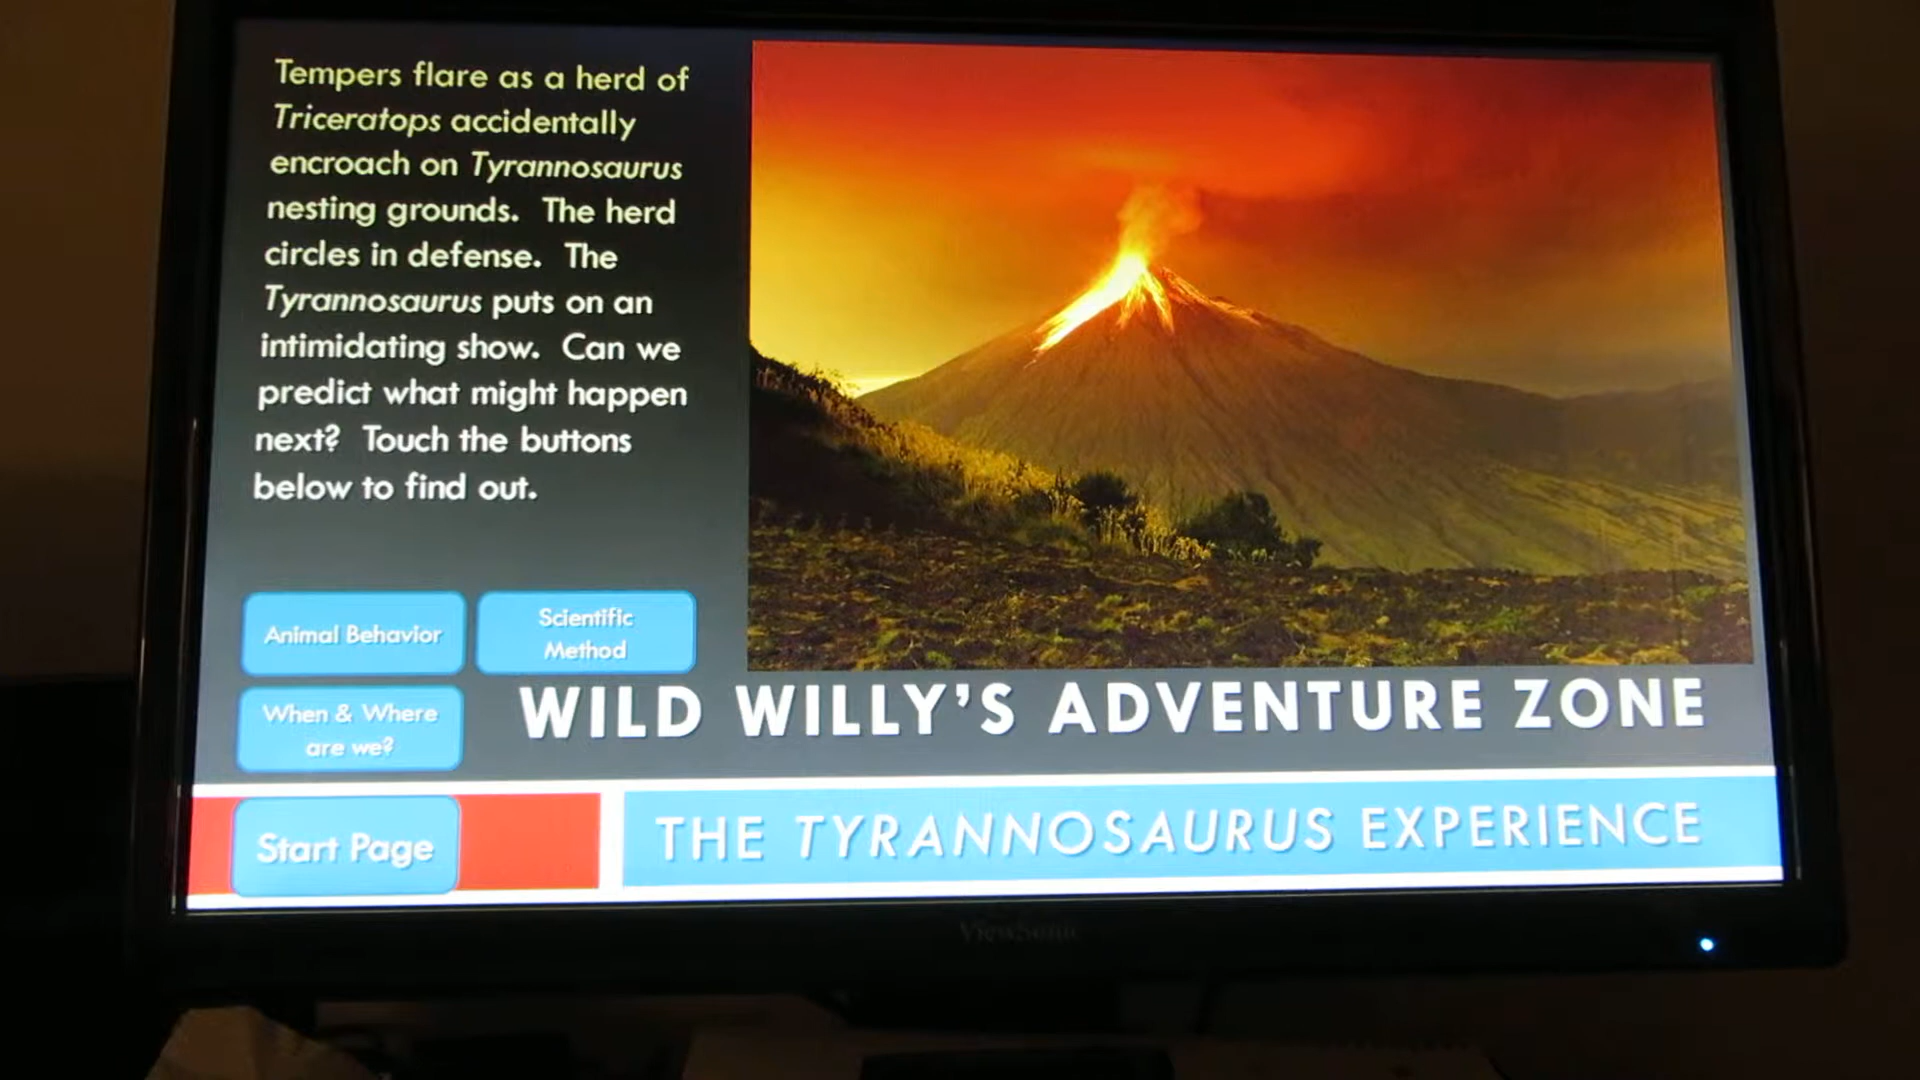 Tempers flare as a herd of
Triceratops accidentally
encroach on Tyrannosaurus
nesting grounds.  The herd
circles in defense.  The
Tyrannosaurus puts on an
intimidating show.  Can we
predict what might happen
next?  Touch the buttons
below to find out.
Animal Behavior
Scientific
Method
When & Where
are we?
WILD WILLY'S ADVENTURE ZONE
Start Page
THE TYRANNOSAURUS EXPERIENCE
ViewSonic